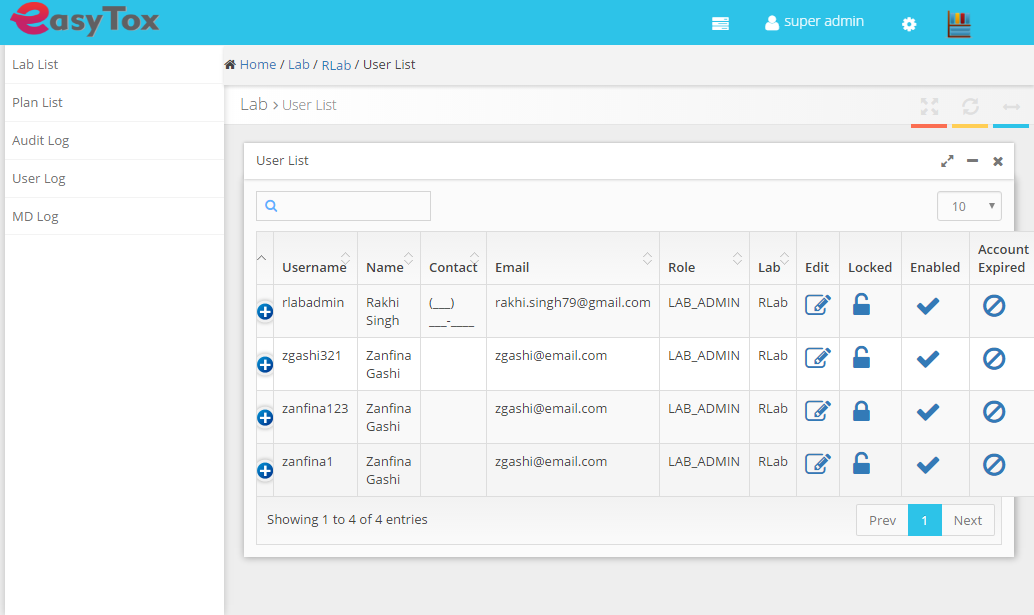 easyTox
super admin
Lab List
Plan List
Audit Log
User Log
MD Log
Home / Lab / RLab / User List
Lab > User List
User List
10
Username Name Contact Email Role Lab Edit Locked Enabled Account Expired
rlabadmin Rakhi Singh (___) ___-____ rakhi.singh79@gmail.com LAB_ADMIN RLab
zgashi321 Zanfina Gashi zgashi@email.com LAB_ADMIN RLab
zanfina123 Zanfina Gashi zgashi@email.com LAB_ADMIN RLab
zanfina1 Zanfina Gashi zgashi@email.com LAB_ADMIN RLab
Showing 1 to 4 of 4 entries
Prev 1 Next